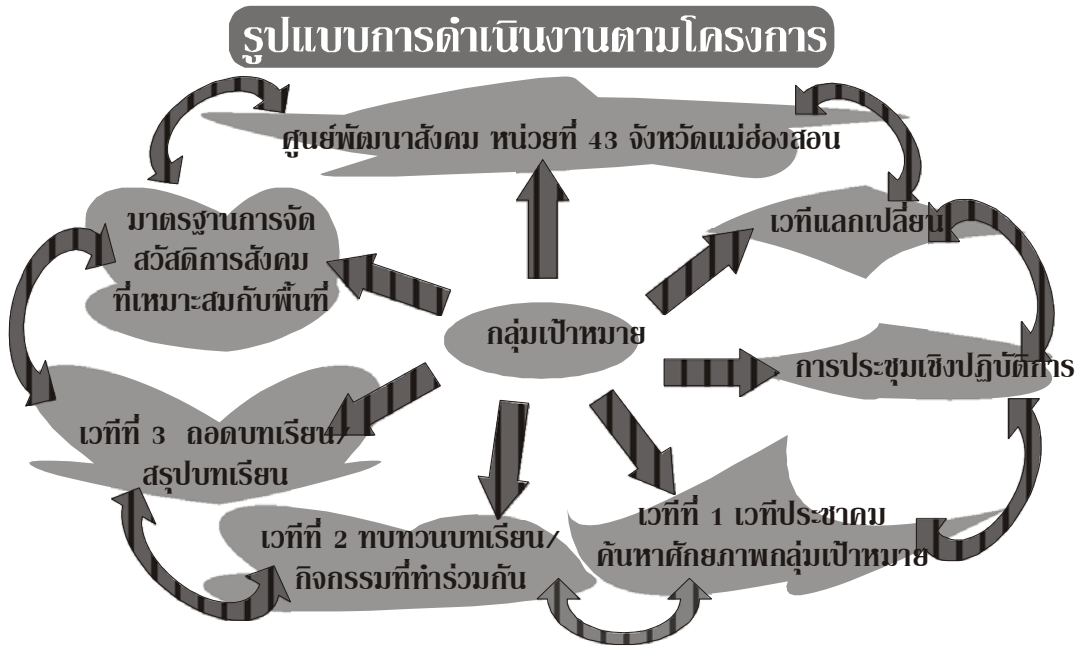 รูปแบบการดำเนินงานตามโครงการ
ศูนย์พัฒนาสังคม หน่วยที่ 43 จังหวัดแม่ฮ่องสอน
มาตรฐานการจัด
สวัสดิการสังคม
ที่เหมาะสมกับพื้นที่
เวทีแลกเปลี่ยน
กลุ่มเป้าหมาย
การประชุมเชิงปฏิบัติการ
เวทีที่ 3 ถอดบทเรียน/
สรุปบทเรียน
เวทีที่ 2 ทบทวนบทเรียน/
กิจกรรมที่ทำร่วมกัน
เวทีที่ 1 เวทีประชาคม
ค้นหาศักยภาพกลุ่มเป้าหมาย